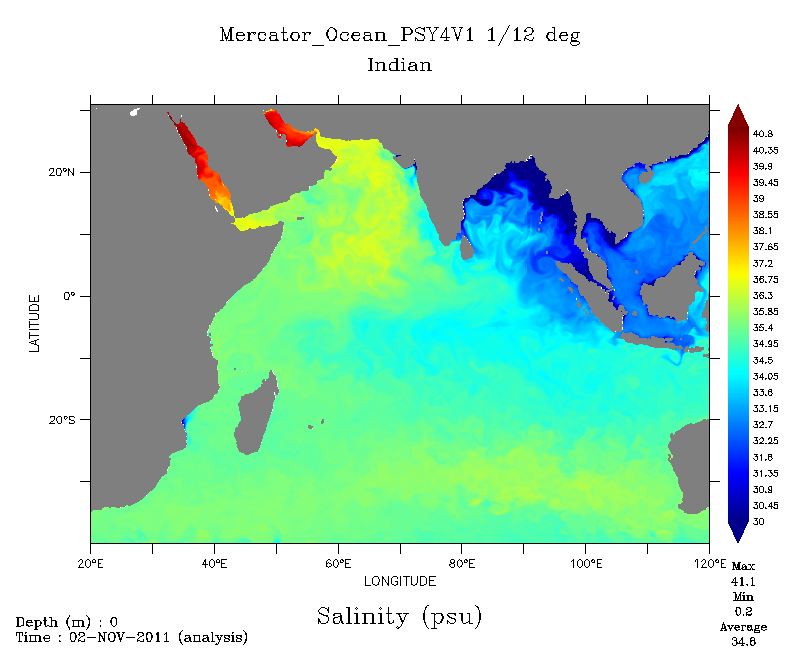 Mercator_Ocean_PSY4V1 1/12 deg
Indian
40.8
40.35
39.9
39.45
39
38.55
38.1
37.65
37.2
36.75
36.3
35.85
35.4
34.95
34.5
34.05
33.6
33.15
32.7
32.25
31.8
31.35
30.9
30.45
30
20°N
0°
20°S
LATITUDE
20°E 40°E 60°E 80°E 100°E 120°E
LONGITUDE
Max
41.1
Min
0.2
Average
34.8
Salinity (psu)
Depth (m) : 0
Time : 02-NOV-2011 (analysis)